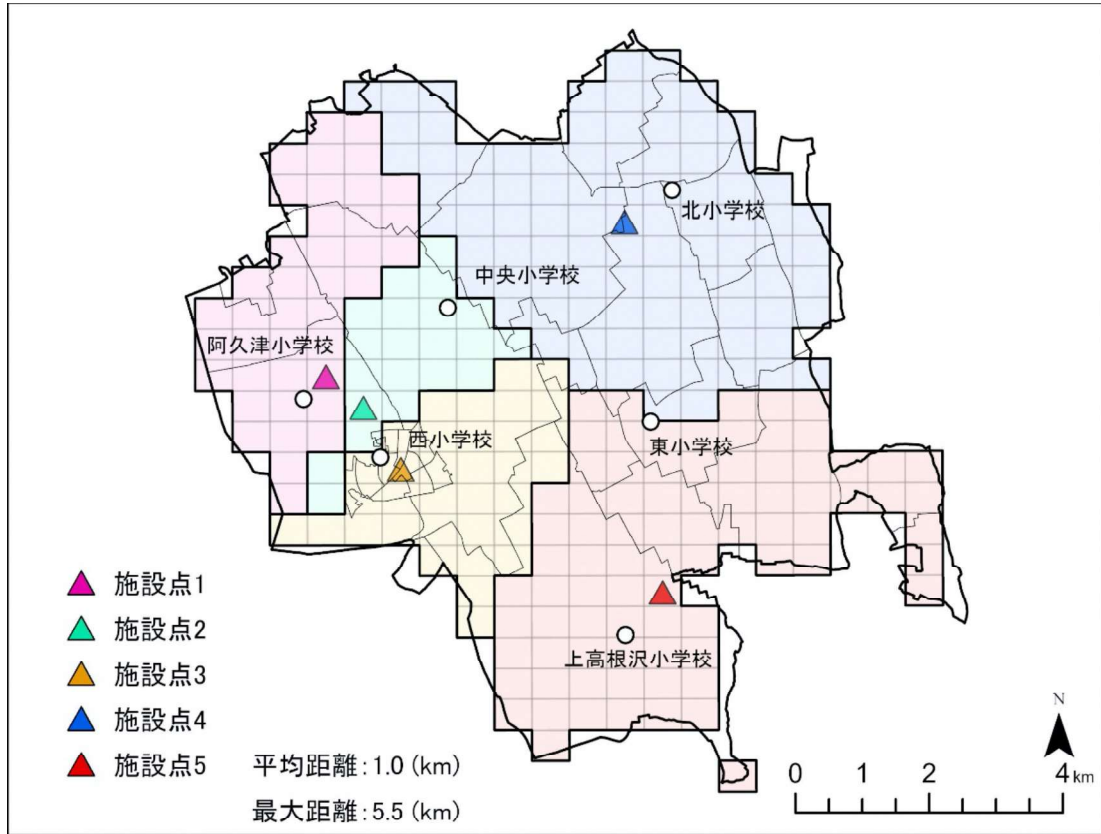 北小学校
中央小学校
阿久津小学校
西小学校
東小学校
上高根沢小学校
施設点1
施設点2
施設点3
施設点4
施設点5
平均距離:1.0 (km)
最大距離:5.5 (km)
N
0 1 2 4 km